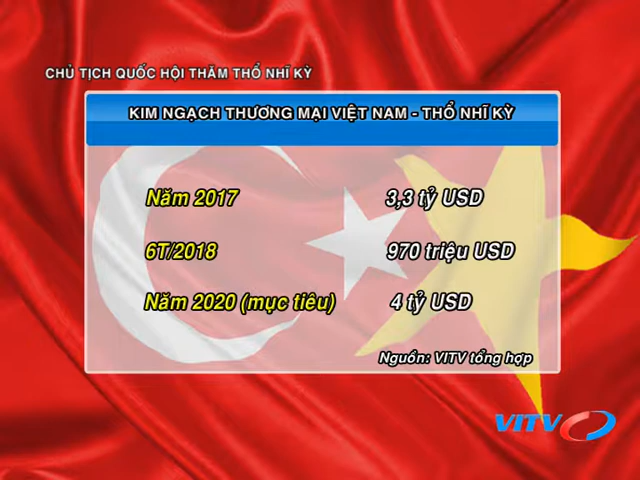 CHỦ TỊCH QUỐC HỘI THĂM THỔ NHĨ KỲ
KIM NGẠCH THƯƠNG MẠI VIỆT NAM - THỔ NHĨ KỲ
Năm 2017 3,3 tỷ USD
6T/2018 970 triệu USD
Năm 2020 (mục tiêu) 4 tỷ USD
Nguồn: VITV tổng hợp
VITV